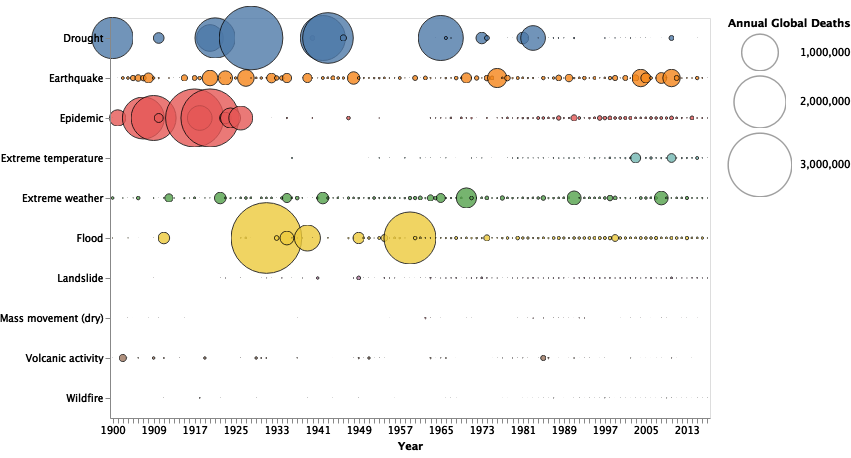 Annual Global Deaths
1,000,000
2,000,000
3,000,000
Drought
Earthquake
Epidemic
Extreme temperature
Extreme weather
Flood
Landslide
Mass movement (dry)
Volcanic activity
Wildfire
1900 1909 1917 1925 1933 1941 1949 1957 1965 1973 1981 1989 1997 2005 2013
Year